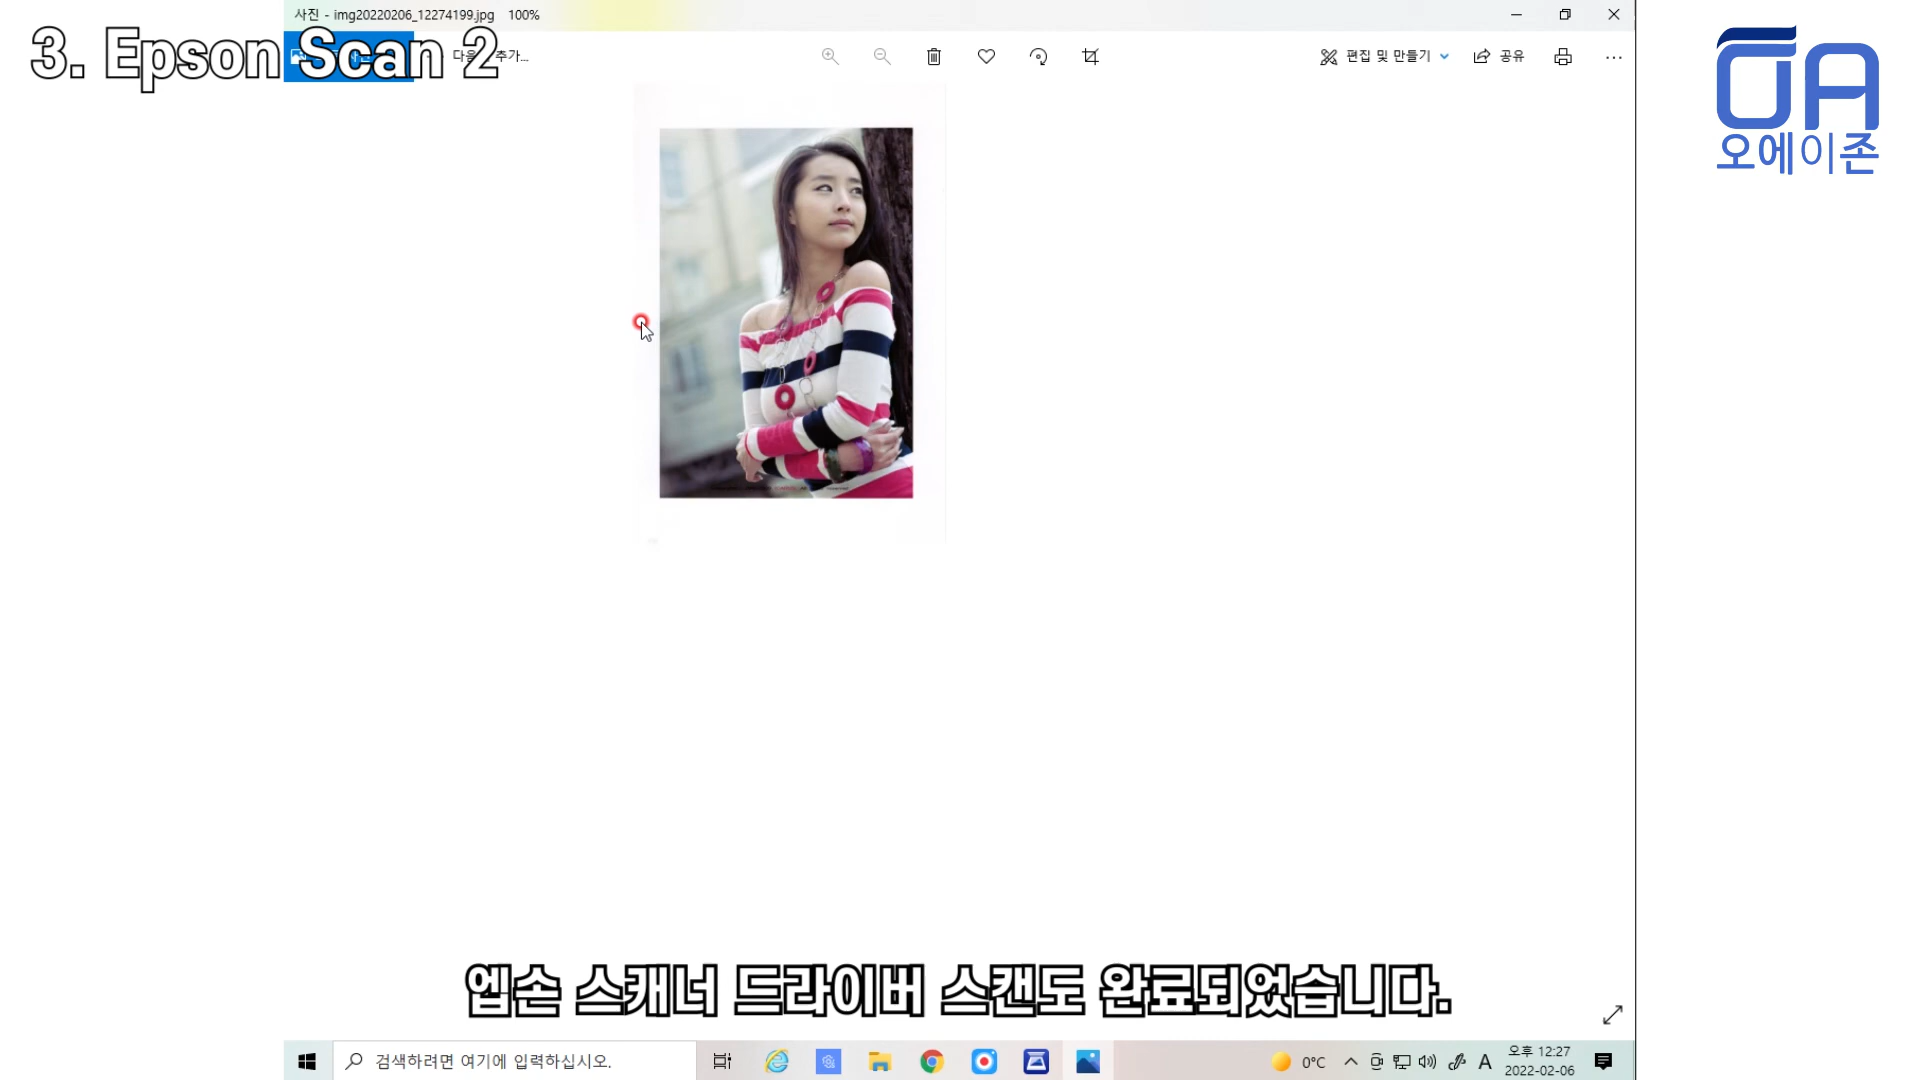 사진 - img20220206_12274199.jpg 100%
3. Epson Scan 2
추가...
편집 및 만들기
공유
오에이존
엡손 스캐너 드라이버 스캔도 완료되었습니다.
검색하려면 여기에 입력하십시오.
0°C
A
오후 12:27
2022-02-06